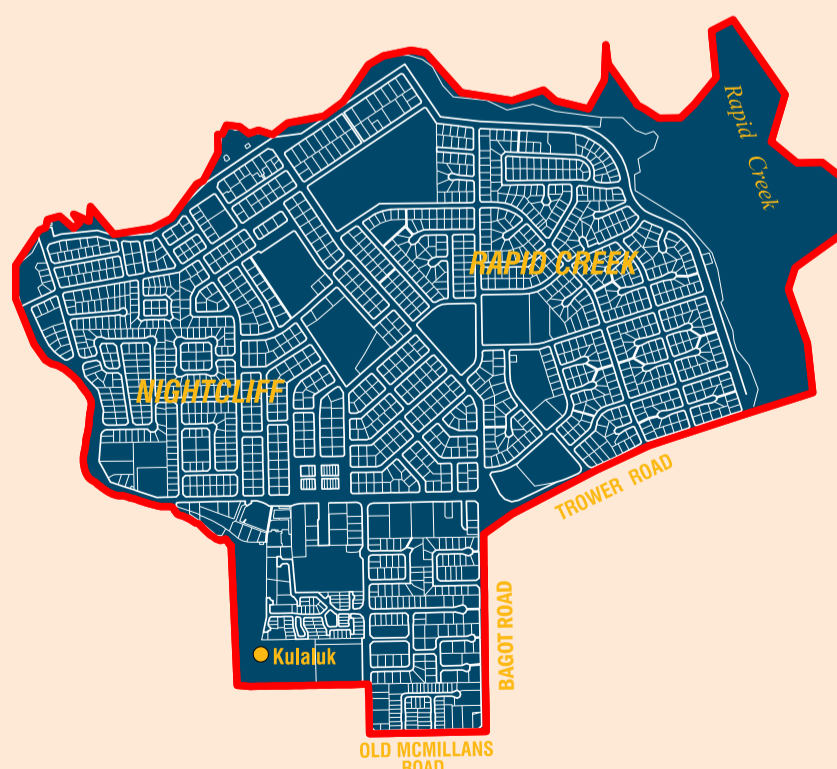 Rapid Creek
RAPID CREEK
NIGHTCLIFF
TROWER ROAD
BAGOT ROAD
Kulaluk
OLD MCMILLANS
ROAD